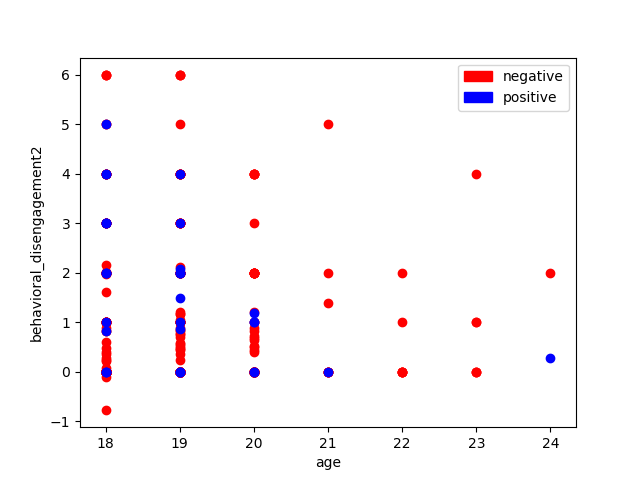 negative
positive
behavioral_disengagement2
6
5
4
3
2
1
0
−1
18 19 20 21 22 23 24
age